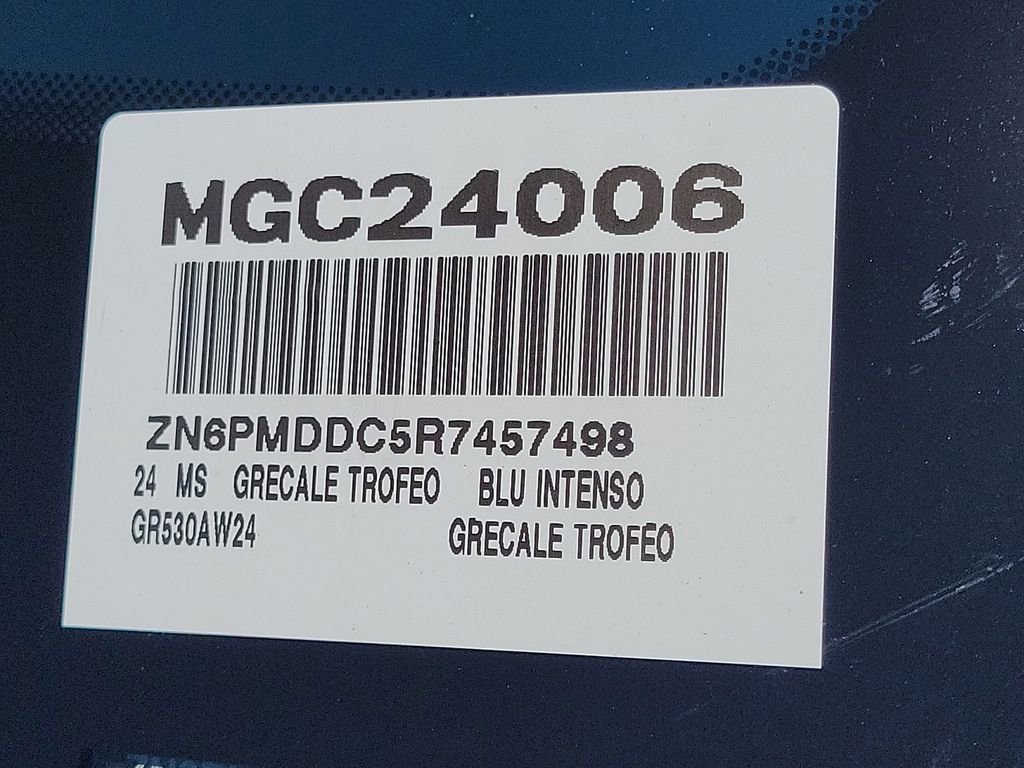 MGC24006
ZN6PMDDC5R7457498
24 MS GRECALE TROFEO BLU INTENSO
GR530AW24 GRECALE TROFEO